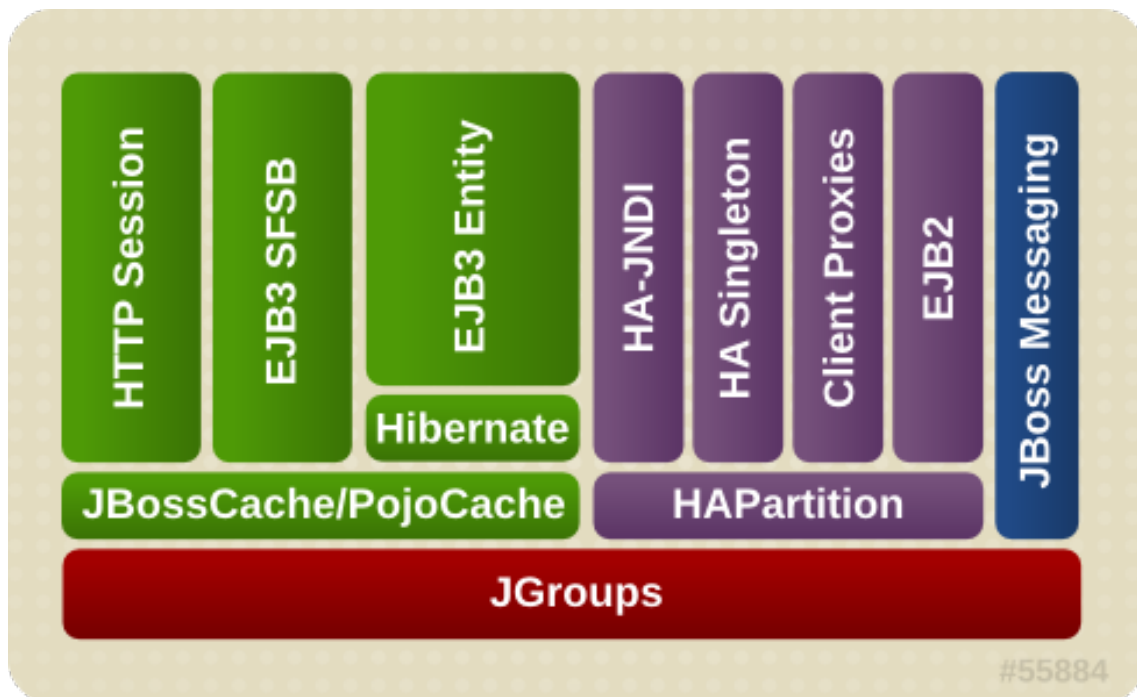 HTTP Session
EJB3 SFSB
EJB3 Entity
HA-JNDI
HA Singleton
Client Proxies
EJB2
JBoss Messaging
Hibernate
JBossCache/PojoCache
HAPartition
JGroups
#55884